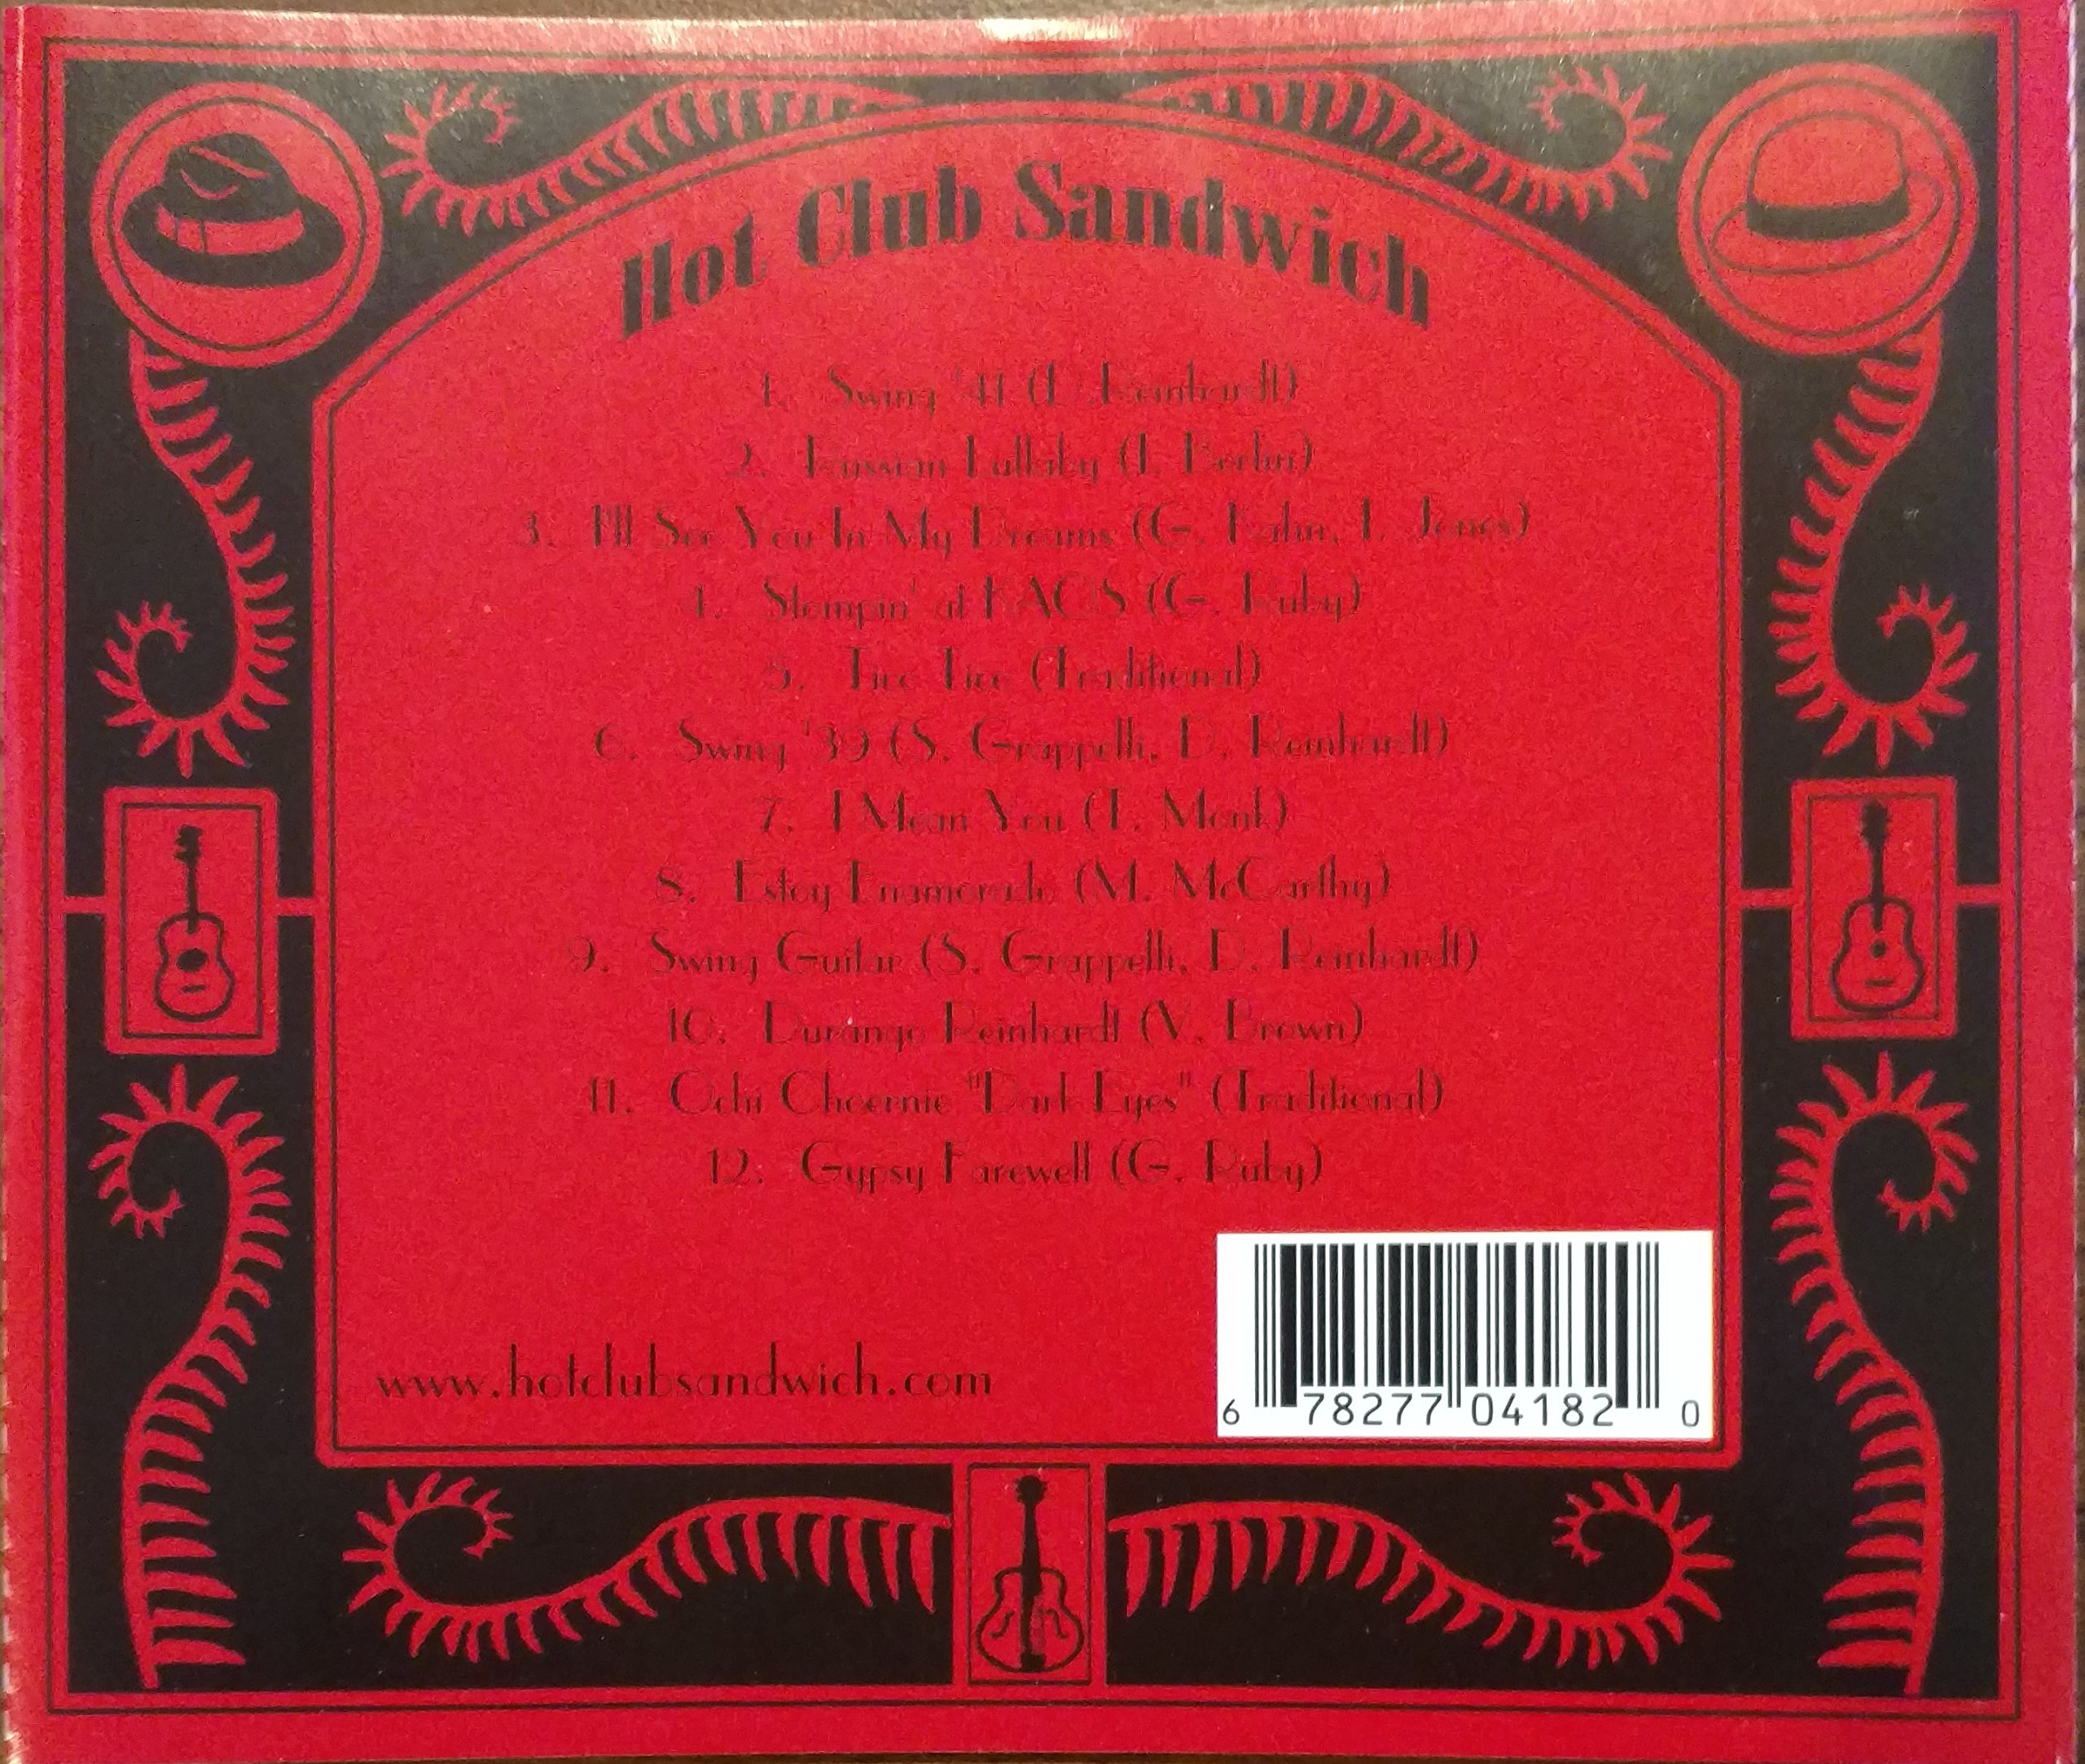 Hot Club Sandwich
1. Swing '41 (D. Reinhardt)
2. Russian Lullaby (I. Berlin)
3. I'll See You In My Dreams (G. Kahn, I. Jones)
4. Stompin' at KAOS (G. Ruby)
5. Tico Tico (Traditional)
6. Swing '39 (S. Grappelli, D. Reinhardt)
7. I Mean You (T. Monk)
8. Estoy Enamorado (M. McCarthy)
9. Swing Guitar (S. Grappelli, D. Reinhardt)
10. Durango Reinhardt (V. Brown)
11. Ochi Choernie "Dark Eyes" (Traditional)
12. Gypsy Farewell (G. Ruby)
www.hotclubsandwich.com
6 78277 04182 0